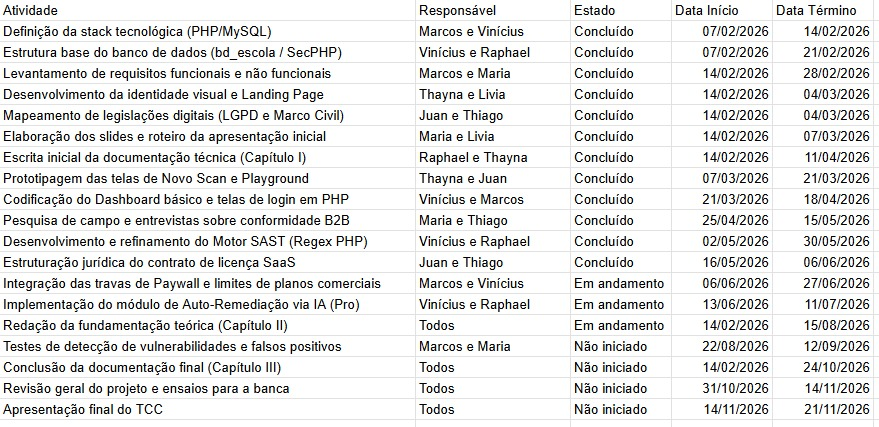 Atividade Responsável Estado Data Início Data Término
Definição da stack tecnológica (PHP/MySQL) Marcos e Vinícius Concluído 07/02/2026 14/02/2026
Estrutura base do banco de dados (bd_escola / SecPHP) Vinícius e Raphael Concluído 07/02/2026 21/02/2026
Levantamento de requisitos funcionais e não funcionais Marcos e Maria Concluído 14/02/2026 28/02/2026
Desenvolvimento da identidade visual e Landing Page Thayna e Livia Concluído 14/02/2026 04/03/2026
Mapeamento de legislações digitais (LGPD e Marco Civil) Juan e Thiago Concluído 14/02/2026 04/03/2026
Elaboração dos slides e roteiro da apresentação inicial Maria e Livia Concluído 14/02/2026 07/03/2026
Escrita inicial da documentação técnica (Capítulo I) Raphael e Thayna Concluído 14/02/2026 11/04/2026
Prototipagem das telas de Novo Scan e Playground Thayna e Juan Concluído 07/03/2026 21/03/2026
Codificação do Dashboard básico e telas de login em PHP Vinícius e Marcos Concluído 21/03/2026 18/04/2026
Pesquisa de campo e entrevistas sobre conformidade B2B Maria e Thiago Concluído 25/04/2026 15/05/2026
Desenvolvimento e refinamento do Motor SAST (Regex PHP) Vinícius e Raphael Concluído 02/05/2026 30/05/2026
Estruturação jurídica do contrato de licença SaaS Juan e Thiago Concluído 16/05/2026 06/06/2026
Integração das travas de Paywall e limites de planos comerciais Marcos e Vinícius Em andamento 06/06/2026 27/06/2026
Implementação do módulo de Auto-Remediação via IA (Pro) Vinícius e Raphael Em andamento 13/06/2026 11/07/2026
Redação da fundamentação teórica (Capítulo II) Todos Em andamento 14/02/2026 15/08/2026
Testes de detecção de vulnerabilidades e falsos positivos Marcos e Maria Não iniciado 22/08/2026 12/09/2026
Conclusão da documentação final (Capítulo III) Todos Não iniciado 14/02/2026 24/10/2026
Revisão geral do projeto e ensaios para a banca Todos Não iniciado 31/10/2026 14/11/2026
Apresentação final do TCC Todos Não iniciado 14/11/2026 21/11/2026